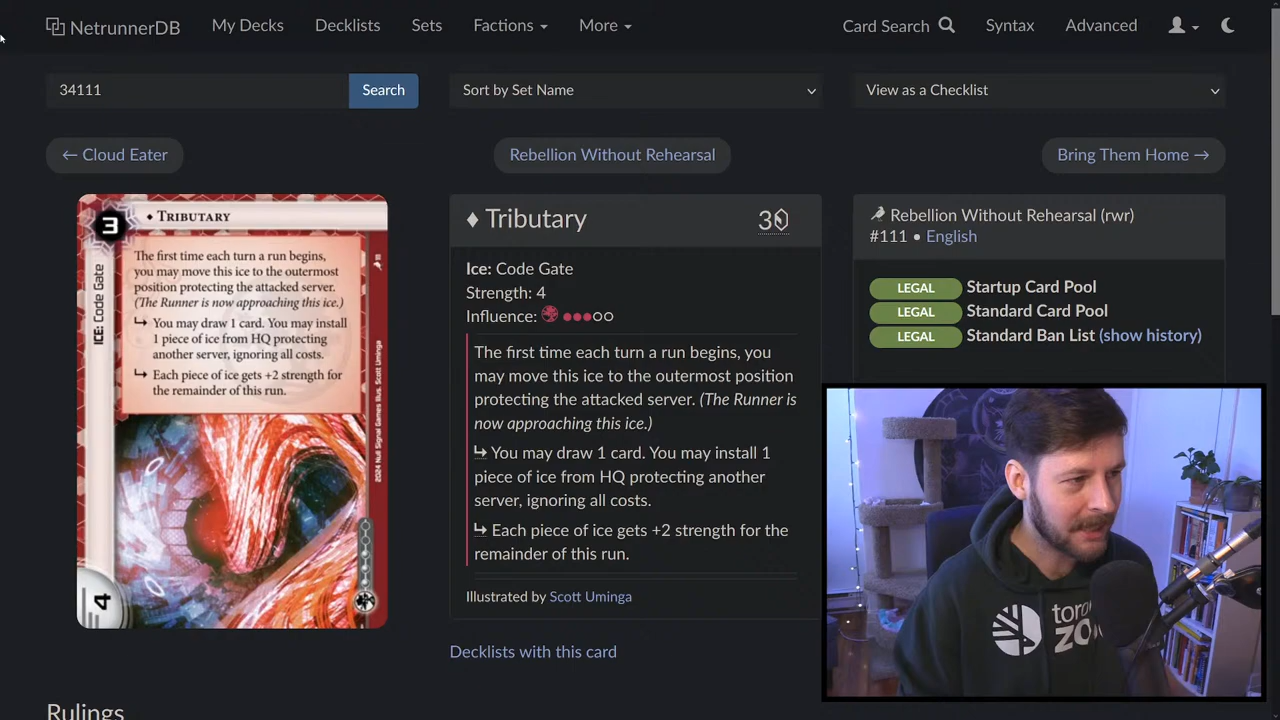 NetrunnerDB My Decks Decklists Sets Factions More Card Search Syntax Advanced
34111 Search Sort by Set Name View as a Checklist
← Cloud Eater Rebellion Without Rehearsal Bring Them Home →
3 ♦ TRIBUTARY
ICE: Code Gate
The first time each turn a run begins,
you may move this ice to the outermost
position protecting the attacked server.
(The Runner is now approaching this ice.)
↳ You may draw 1 card. You may install
1 piece of ice from HQ protecting
another server, ignoring all costs.
↳ Each piece of ice gets +2 strength for
the remainder of this run.
2024 Null Signal Games Illus. Scott Uminga
4
♦ Tributary 3
Ice: Code Gate
Strength: 4
Influence:
The first time each turn a run begins, you
may move this ice to the outermost position
protecting the attacked server. (The Runner is
now approaching this ice.)
↳ You may draw 1 card. You may install 1
piece of ice from HQ protecting another
server, ignoring all costs.
↳ Each piece of ice gets +2 strength for the
remainder of this run.
Illustrated by Scott Uminga
Decklists with this card
Rebellion Without Rehearsal (rwr)
#111 • English
LEGAL Startup Card Pool
LEGAL Standard Card Pool
LEGAL Standard Ban List (show history)
Rulings